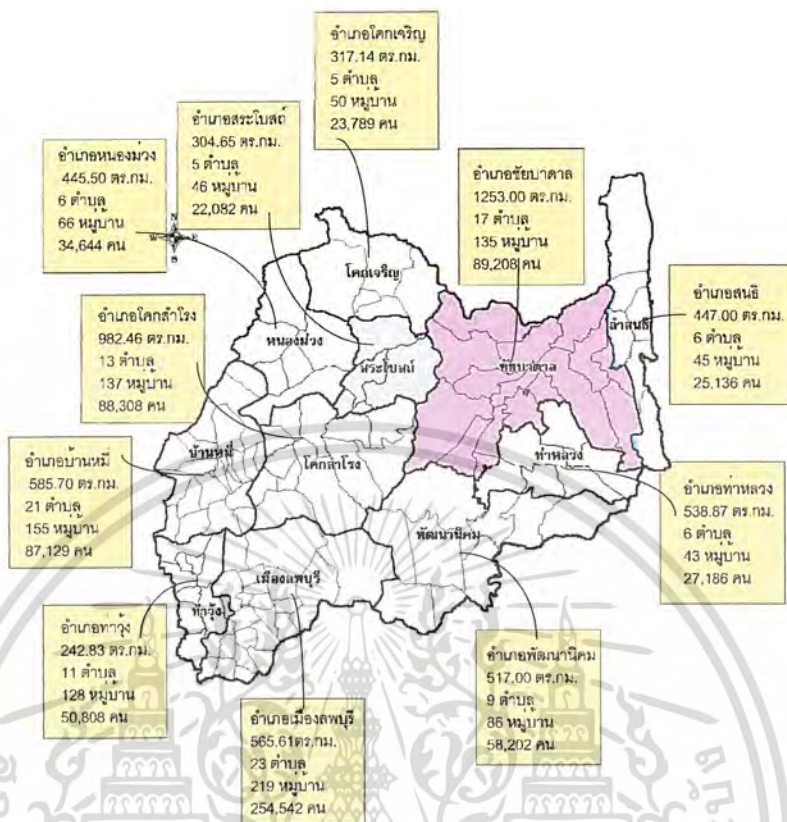 อำเภอโคกเจริญ
317.14 ตร.กม.
5 ตำบล
50 หมู่บ้าน
23,789 คน
อำเภอสระโบสถ์
304.65 ตร.กม.
5 ตำบล
46 หมู่บ้าน
22,082 คน
อำเภอหนองม่วง
445.50 ตร.กม.
6 ตำบล
66 หมู่บ้าน
34,644 คน
N
W E
S
อำเภอชัยบาดาล
1253.00 ตร.กม.
17 ตำบล
135 หมู่บ้าน
89,208 คน
อำเภอสนธิ
447.00 ตร.กม.
6 ตำบล
45 หมู่บ้าน
25,136 คน
อำเภอโคกสำโรง
982.46 ตร.กม.
13 ตำบล
137 หมู่บ้าน
88,308 คน
โคกเจริญ
หนองม่วง
สระโบสถ์
ชัยบาดาล
ลำสนธิ
บ้านหมี่
โคกสำโรง
ท่าหลวง
พัฒนานิคม
เมืองลพบุรี
ท่าวุ้ง
อำเภอบ้านหมี่
585.70 ตร.กม.
21 ตำบล
155 หมู่บ้าน
87,129 คน
อำเภอท่าหลวง
538.87 ตร.กม.
6 ตำบล
43 หมู่บ้าน
27,186 คน
อำเภอท่าวุ้ง
242.83 ตร.กม.
11 ตำบล
128 หมู่บ้าน
50,808 คน
อำเภอพัฒนานิคม
517.00 ตร.กม.
9 ตำบล
86 หมู่บ้าน
58,202 คน
อำเภอเมืองลพบุรี
565.61ตร.กม.
23 ตำบล
219 หมู่บ้าน
254,542 คน